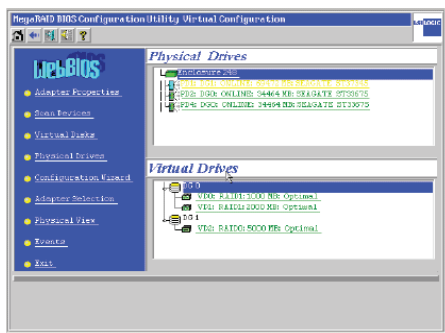 MegaRAID BIOS Configuration Utility Virtual Configuration
LSI LOGIC
WebBIOS
Adapter Properties
Scan Devices
Virtual Disks
Physical Drives
Configuration Wizard
Adapter Selection
Physical View
Events
Exit
Physical Drives
Enclosure 248
PD2: DG0: ONLINE: 34464 MB: SEAGATE ST33675
PD4: DG0: ONLINE: 34464 MB: SEAGATE ST33675
Virtual Drives
DG 0
VD0: RAID1: 1000 MB: Optimal
VD1: RAID1: 2000 MB: Optimal
DG 1
VD2: RAID0: 5000 MB: Optimal